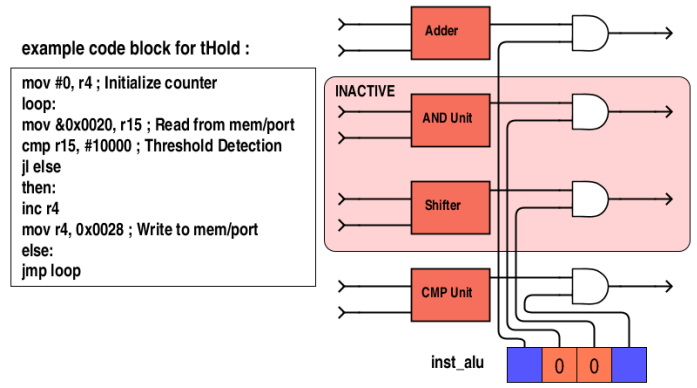 example code block for tHold :
mov #0, r4 ; Initialize counter
loop:
mov &0x0020, r15 ; Read from mem/port
cmp r15, #10000 ; Threshold Detection
jl else
then:
inc r4
mov r4, 0x0028 ; Write to mem/port
else:
jmp loop
Adder
INACTIVE
AND Unit
Shifter
CMP Unit
inst_alu
0 0